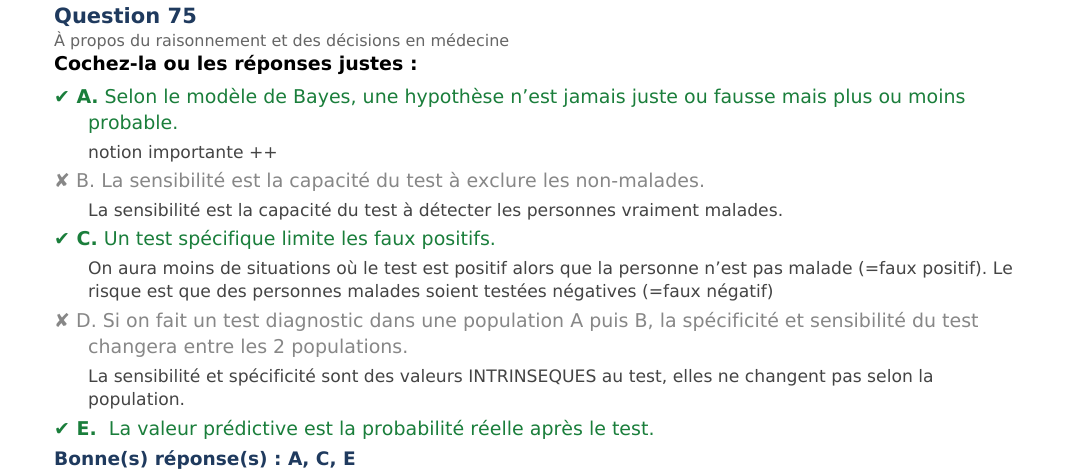 Question 75
À propos du raisonnement et des décisions en médecine
Cochez-la ou les réponses justes :
✔ A. Selon le modèle de Bayes, une hypothèse n’est jamais juste ou fausse mais plus ou moins
probable.
notion importante ++
✘ B. La sensibilité est la capacité du test à exclure les non-malades.
La sensibilité est la capacité du test à détecter les personnes vraiment malades.
✔ C. Un test spécifique limite les faux positifs.
On aura moins de situations où le test est positif alors que la personne n’est pas malade (=faux positif). Le
risque est que des personnes malades soient testées négatives (=faux négatif)
✘ D. Si on fait un test diagnostic dans une population A puis B, la spécificité et sensibilité du test
changera entre les 2 populations.
La sensibilité et spécificité sont des valeurs INTRINSEQUES au test, elles ne changent pas selon la
population.
✔ E. La valeur prédictive est la probabilité réelle après le test.
Bonne(s) réponse(s) : A, C, E